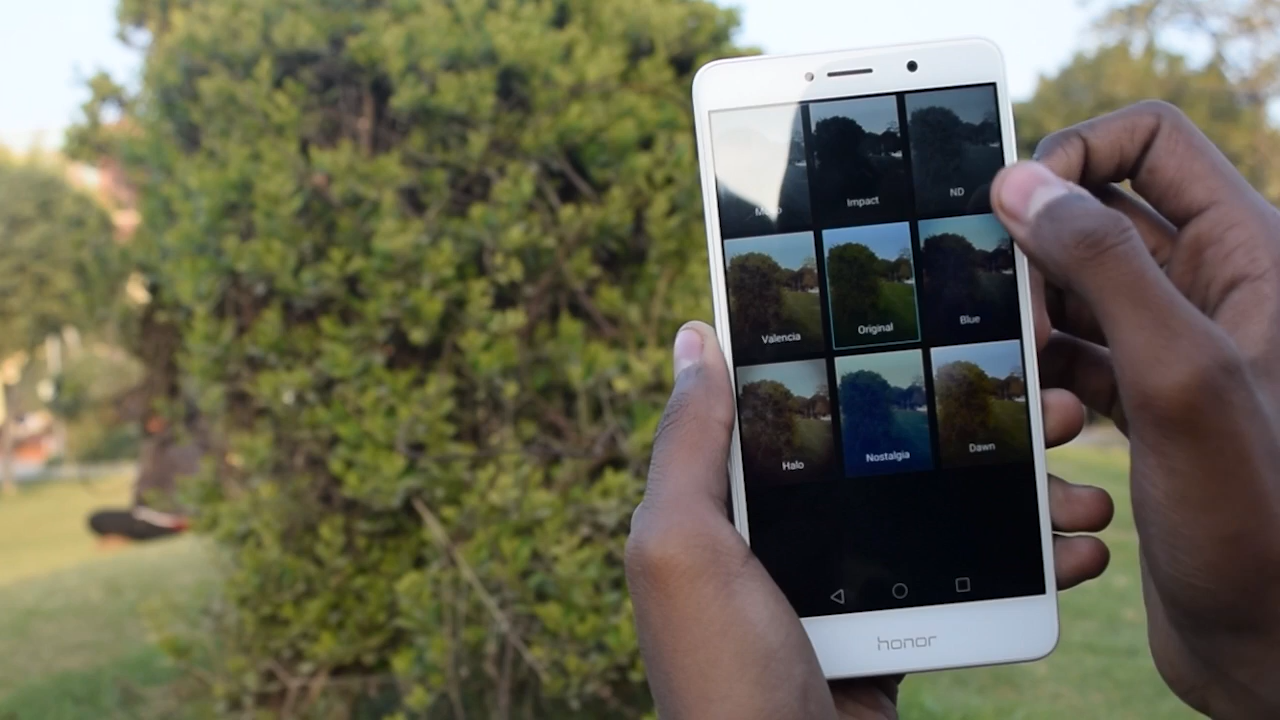 Impact
ND
Valencia
Original
Blue
Halo
Nostalgia
Dawn
honor